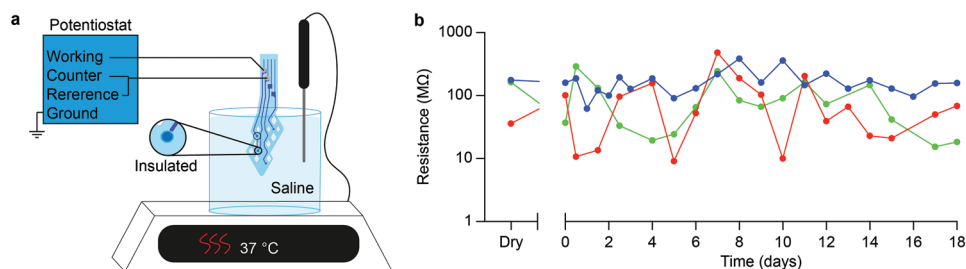 a
Potentiostat
Working
Counter
Rererence
Ground
Insulated
Saline
37 °C
b
Resistance (MΩ)
1000
100
10
1
Dry
0 2 4 6 8 10 12 14 16 18
Time (days)